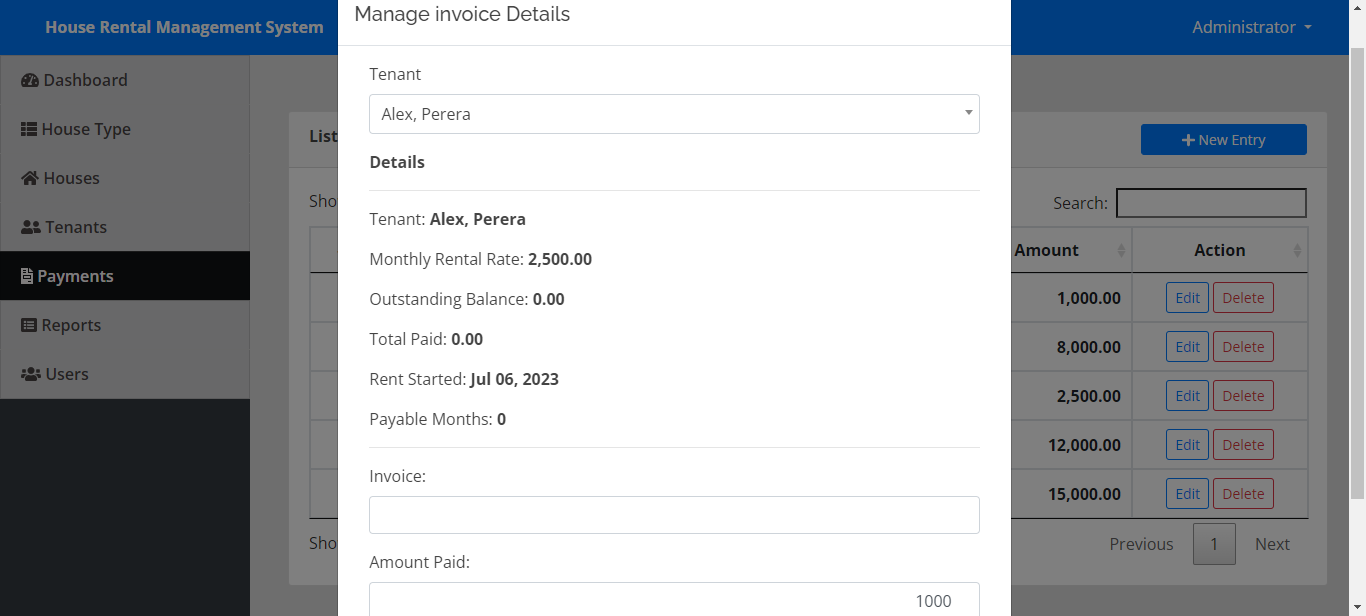 Manage invoice Details
House Rental Management System
Administrator
Dashboard
House Type
Houses
Tenants
Payments
Reports
Users
Tenant
Alex, Perera
Details
Tenant: Alex, Perera
Monthly Rental Rate: 2,500.00
Outstanding Balance: 0.00
Total Paid: 0.00
Rent Started: Jul 06, 2023
Payable Months: 0
Invoice:
Amount Paid:
1000
List
New Entry
Sho
Search:
Amount Action
1,000.00 Edit Delete
8,000.00 Edit Delete
2,500.00 Edit Delete
12,000.00 Edit Delete
15,000.00 Edit Delete
Sho
Previous 1 Next